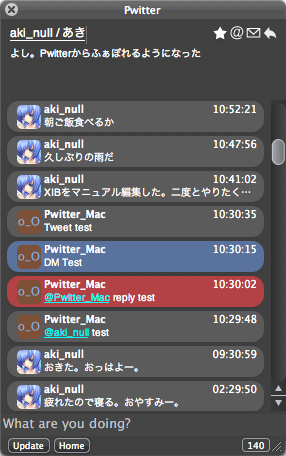 Pwitter
aki_null / あき
よし。Pwitterからふぁぼれるようになった
aki_null 10:52:21
朝ご飯食べるか
aki_null 10:47:56
久しぶりの雨だ
aki_null 10:41:02
XIBをマニュアル編集した。二度とやりたく…
Pwitter_Mac 10:30:35
Tweet test
Pwitter_Mac 10:30:15
DM Test
Pwitter_Mac 10:30:02
@Pwitter_Mac reply test
Pwitter_Mac 10:29:48
@aki_null test
aki_null 09:30:59
おきた。おっはよー。
aki_null 02:29:50
疲れたので寝る。おやすみー。
What are you doing?
Update Home 140